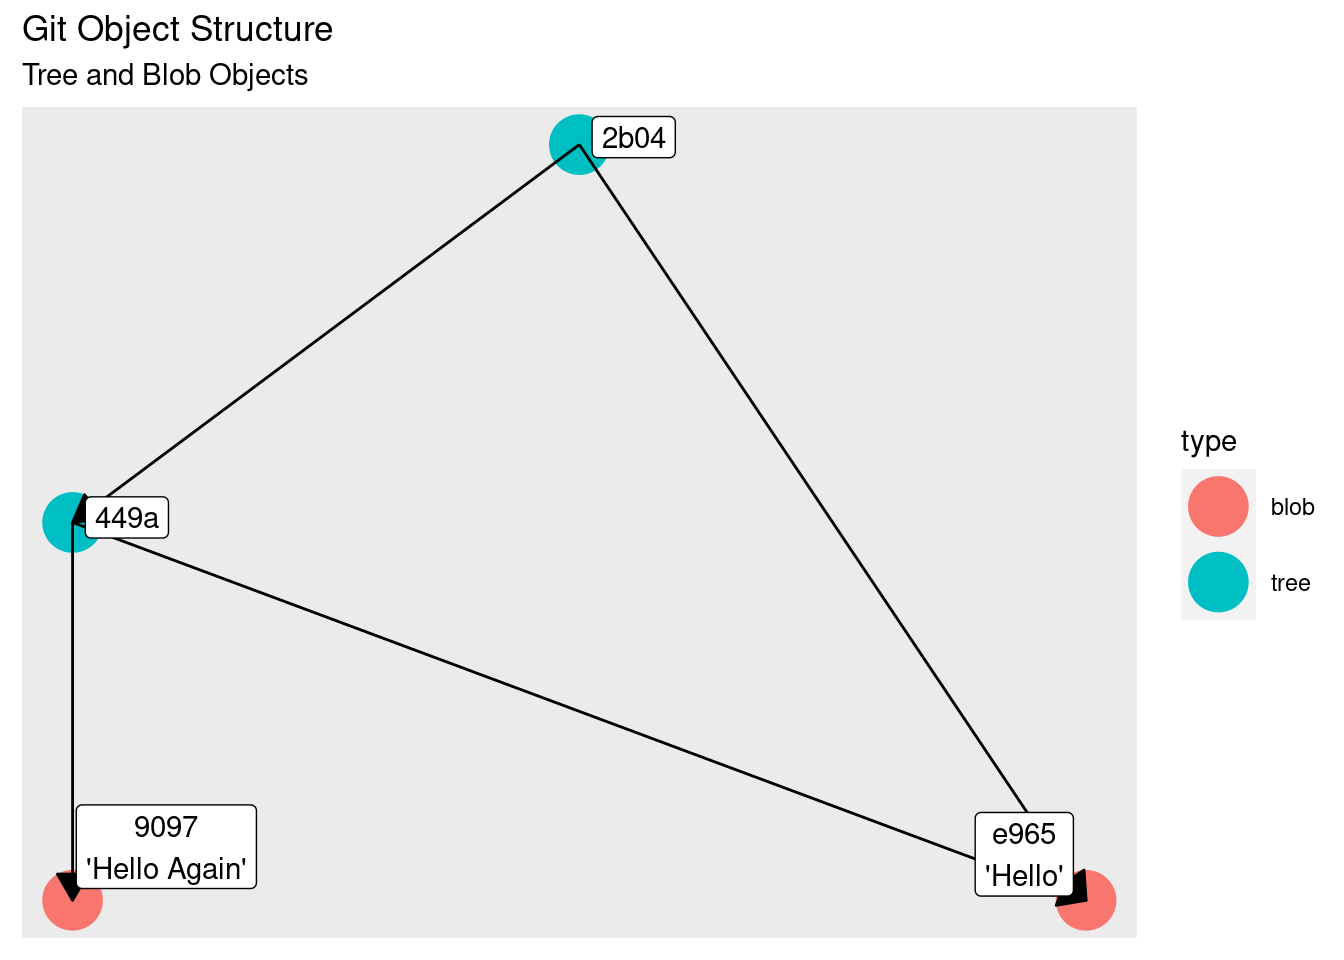 Git Object Structure
Tree and Blob Objects
2b04
449a
9097
'Hello Again'
e965
'Hello'
type
blob
tree